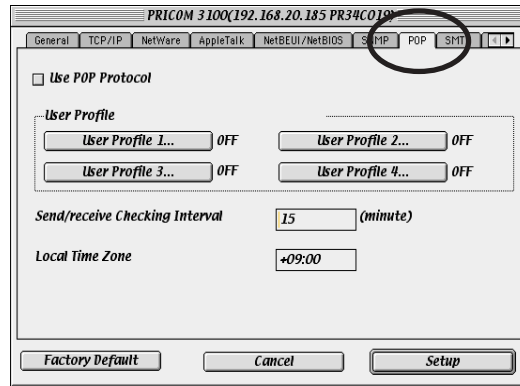 PRICOM 3100(192.168.20.185 PR34C019)
General TCP/IP NetWare AppleTalk NetBEUI/NetBIOS SNMP POP SMT
Use POP Protocol
User Profile
User Profile 1... OFF User Profile 2... OFF
User Profile 3... OFF User Profile 4... OFF
Send/receive Checking Interval 15 (minute)
Local Time Zone +09:00
Factory Default Cancel Setup